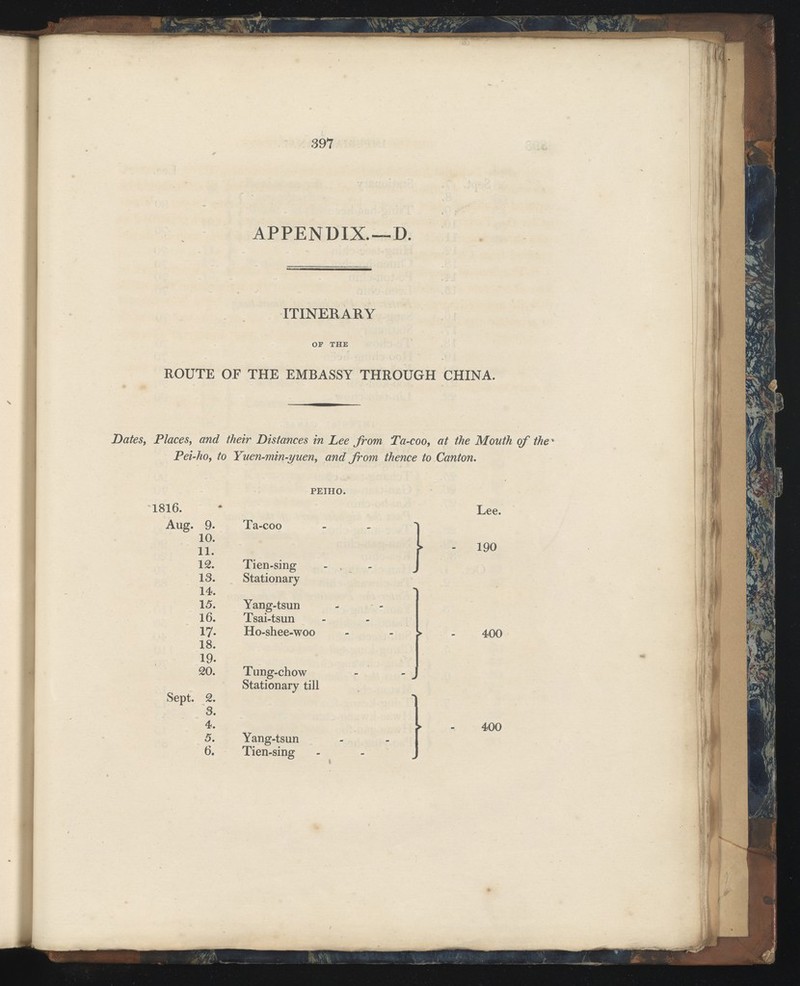 397
APPENDIX.—D.
ITINERARY
OF THE
ROUTE OF THE EMBASSY THROUGH CHINA.
Dates, Places, and their Distances in Lee from Ta-coo, at the Mouth of the
Pei-ho, to Yuen-min-yuen, and from thence to Canton.
PEIHO.
1816. Lee.
Aug. 9. Ta-coo - -
10.
11. - 190
12. Tien-sing - -
13. Stationary
14.
15. Yang-tsun - -
16. Tsai-tsun - -
17. Ho-shee-woo - - - 400
18.
19.
20. Tung-chow - -
Stationary till
Sept. 2.
3.
4. - 400
5. Yang-tsun - -
6. Tien-sing - -